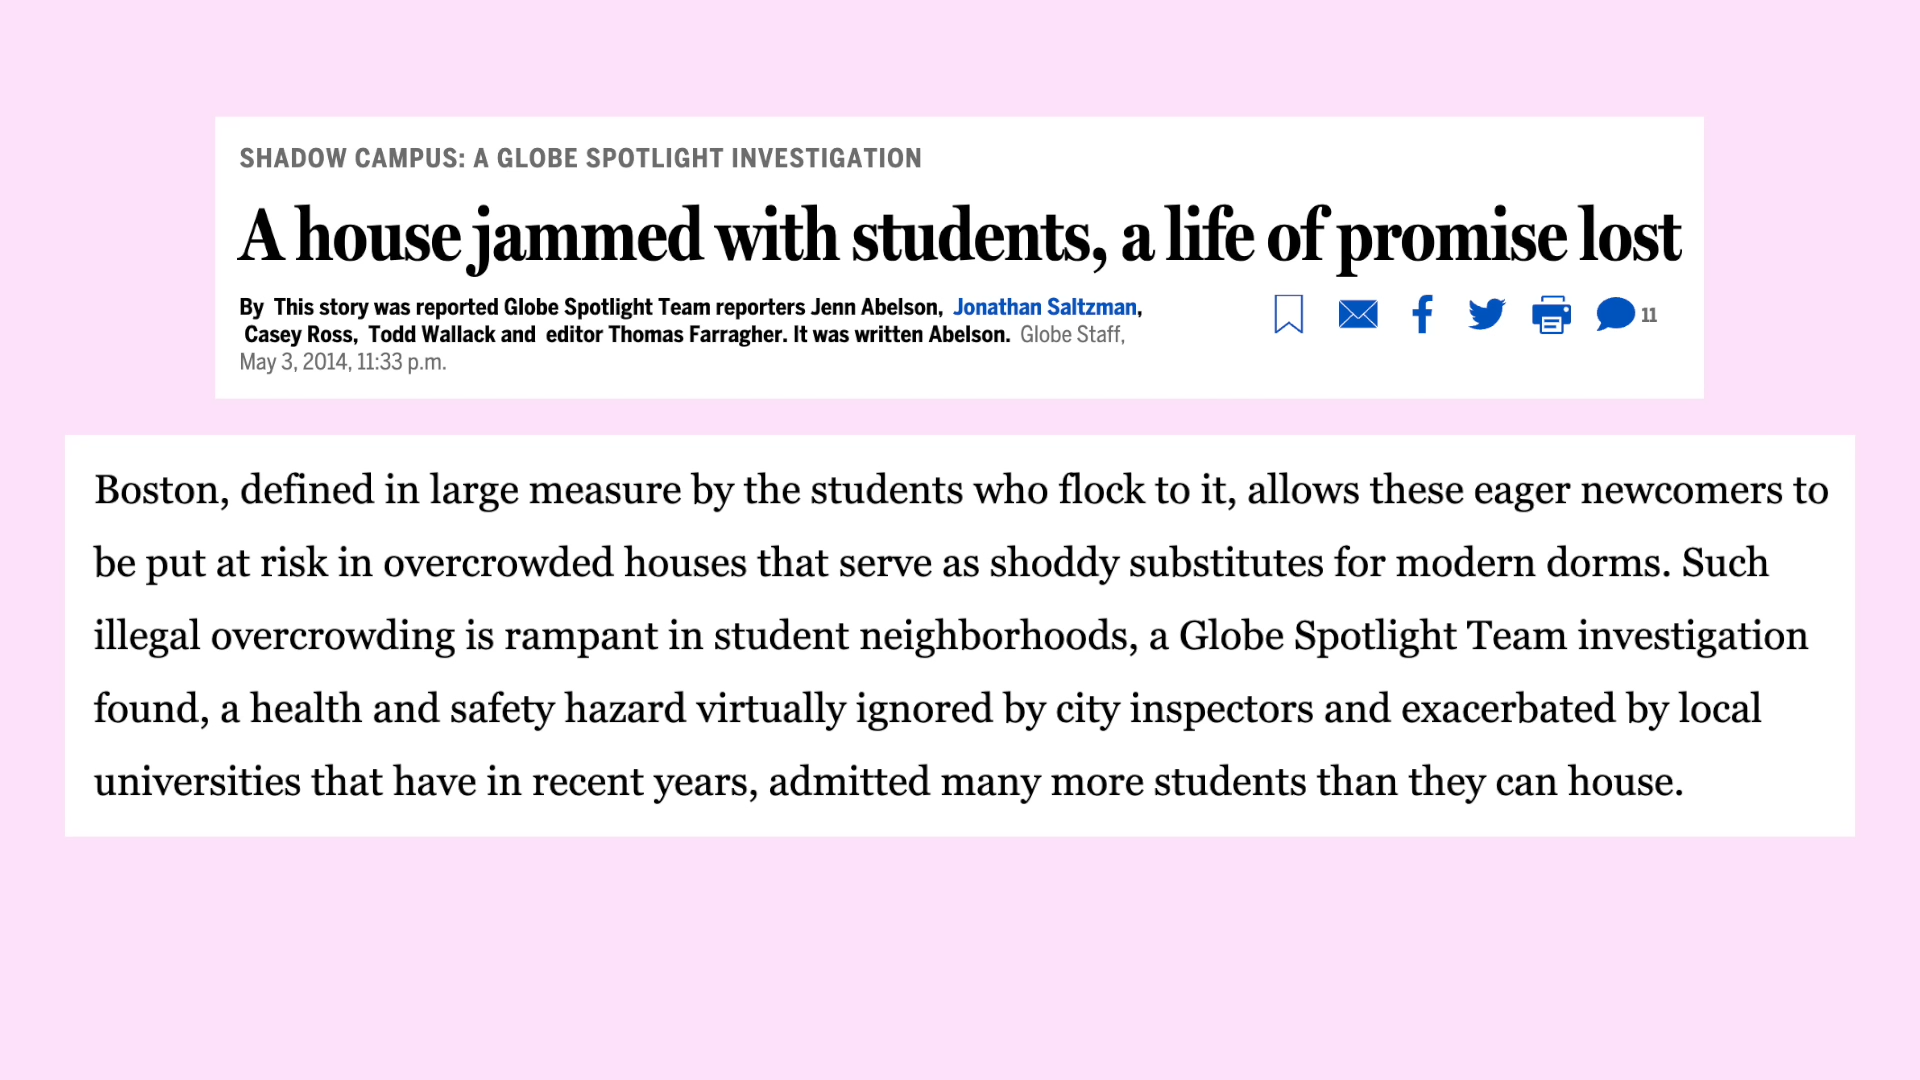 SHADOW CAMPUS: A GLOBE SPOTLIGHT INVESTIGATION
A house jammed with students, a life of promise lost
By This story was reported Globe Spotlight Team reporters Jenn Abelson, Jonathan Saltzman,
Casey Ross, Todd Wallack and editor Thomas Farragher. It was written Abelson. Globe Staff,
May 3, 2014, 11:33 p.m.
11
Boston, defined in large measure by the students who flock to it, allows these eager newcomers to
be put at risk in overcrowded houses that serve as shoddy substitutes for modern dorms. Such
illegal overcrowding is rampant in student neighborhoods, a Globe Spotlight Team investigation
found, a health and safety hazard virtually ignored by city inspectors and exacerbated by local
universities that have in recent years, admitted many more students than they can house.